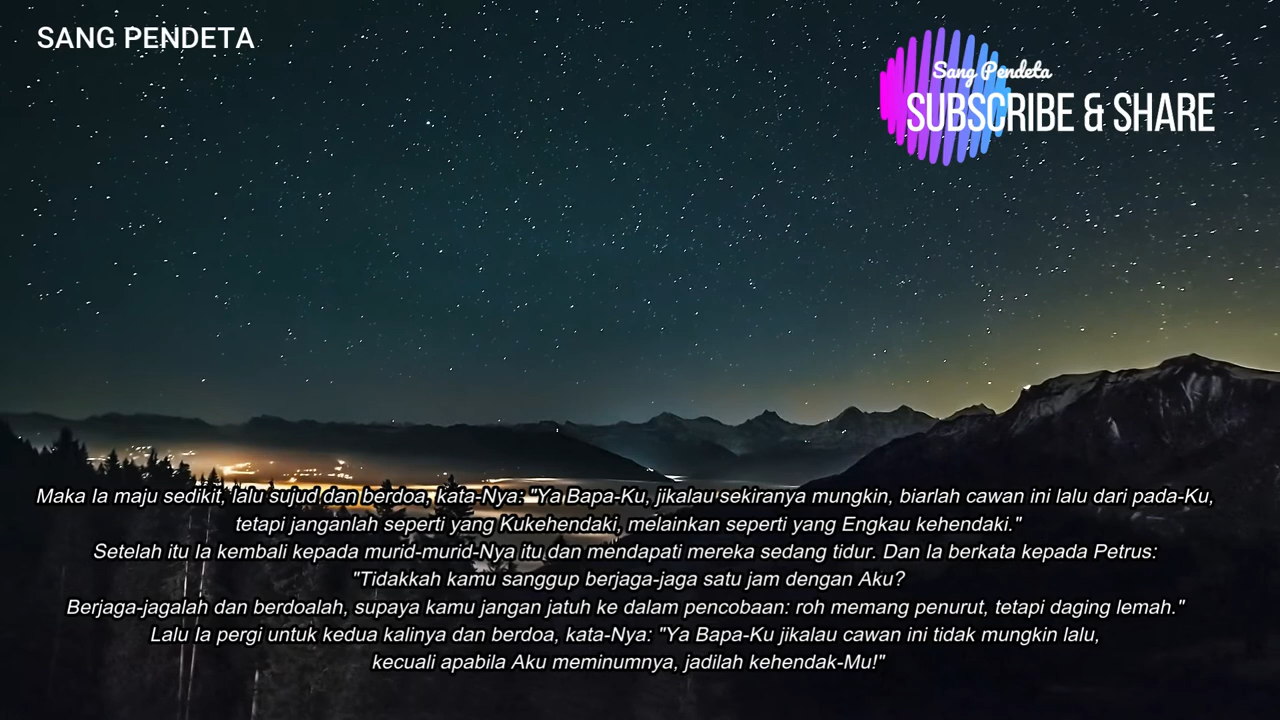 SANG PENDETA
Sang Pendeta
SUBSCRIBE & SHARE
Maka Ia maju sedikit, lalu sujud dan berdoa, kata-Nya: "Ya Bapa-Ku, jikalau sekiranya mungkin, biarlah cawan ini lalu dari pada-Ku,
tetapi janganlah seperti yang Kukehendaki, melainkan seperti yang Engkau kehendaki."
Setelah itu Ia kembali kepada murid-murid-Nya itu dan mendapati mereka sedang tidur. Dan Ia berkata kepada Petrus:
"Tidakkah kamu sanggup berjaga-jaga satu jam dengan Aku?
Berjaga-jagalah dan berdoalah, supaya kamu jangan jatuh ke dalam pencobaan: roh memang penurut, tetapi daging lemah."
Lalu Ia pergi untuk kedua kalinya dan berdoa, kata-Nya: "Ya Bapa-Ku jikalau cawan ini tidak mungkin lalu,
kecuali apabila Aku meminumnya, jadilah kehendak-Mu!"